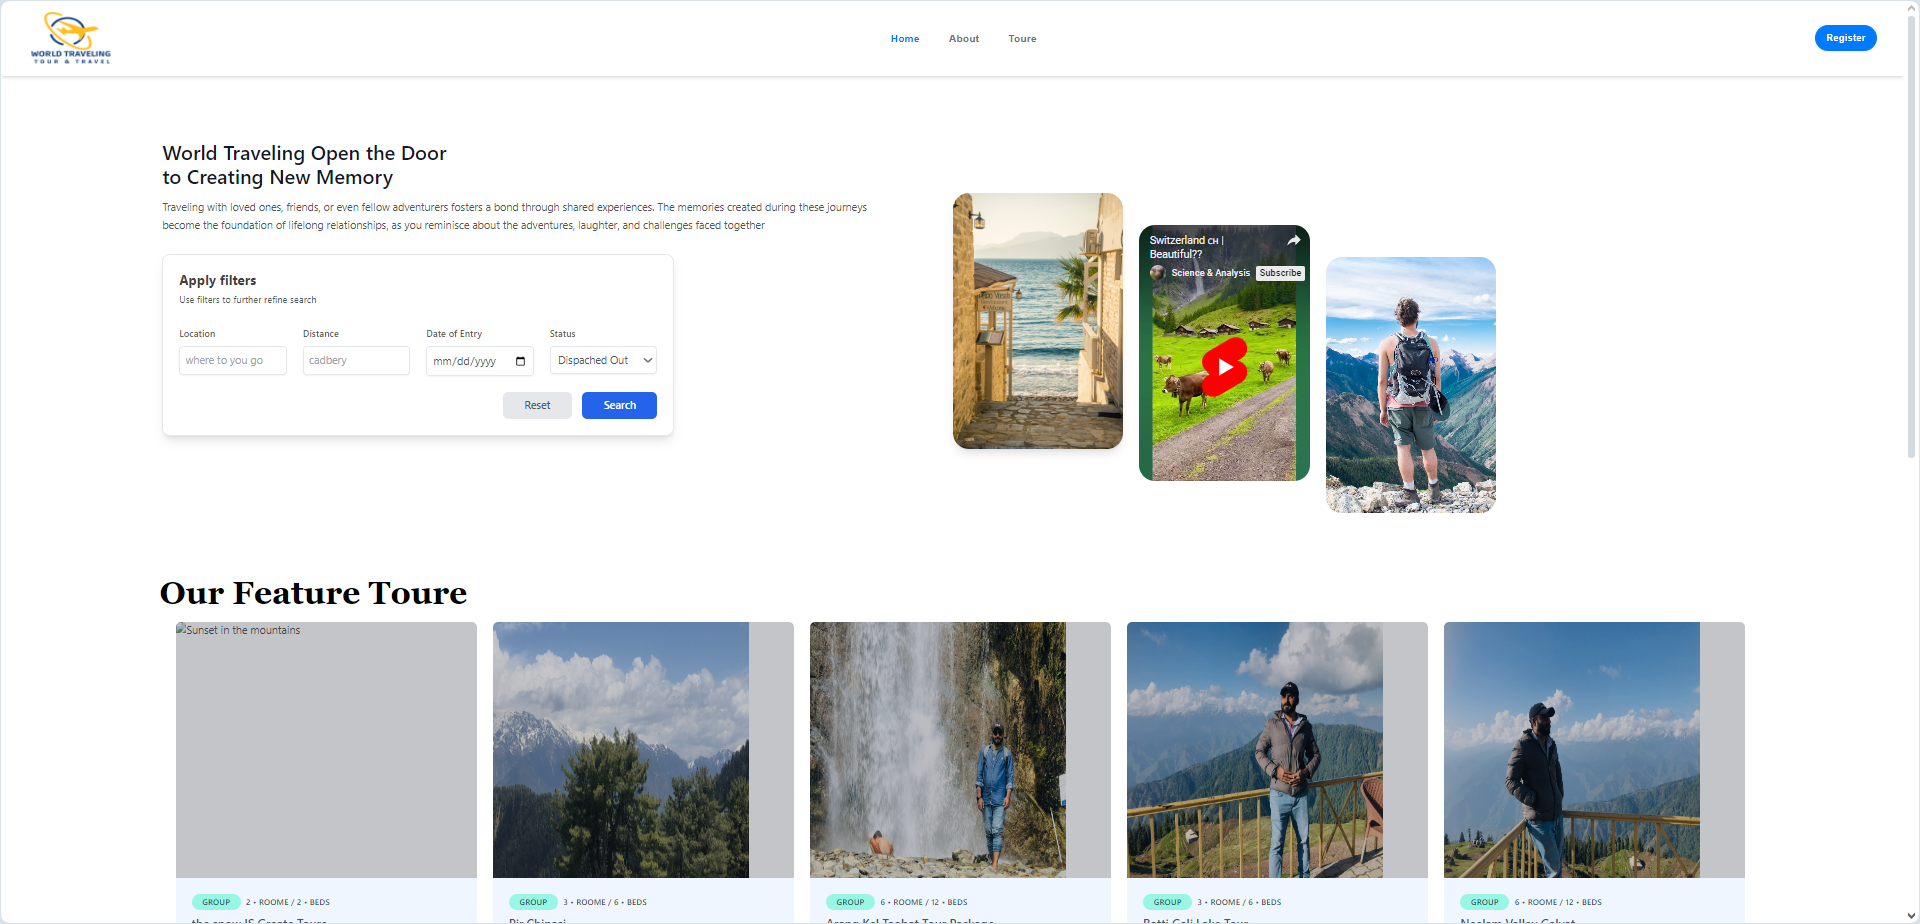 WORLD TRAVELING
TOUR & TRAVEL
Home
About
Toure
Register
World Traveling Open the Door
to Creating New Memory
Traveling with loved ones, friends, or even fellow adventurers fosters a bond through shared experiences. The memories created during these journeys
become the foundation of lifelong relationships, as you reminisce about the adventures, laughter, and challenges faced together
Apply filters
Use filters to further refine search
Location
Distance
Date of Entry
Status
where to you go
cadbery
mm/dd/yyyy
Dispached Out
Reset
Search
Switzerland CH |
Beautiful??
Science & Analysis
Subscribe
Our Feature Toure
Sunset in the mountains
GROUP 2 • ROOME / 2 • BEDS
GROUP 3 • ROOME / 6 • BEDS
GROUP 6 • ROOME / 12 • BEDS
GROUP 3 • ROOME / 6 • BEDS
GROUP 6 • ROOME / 12 • BEDS